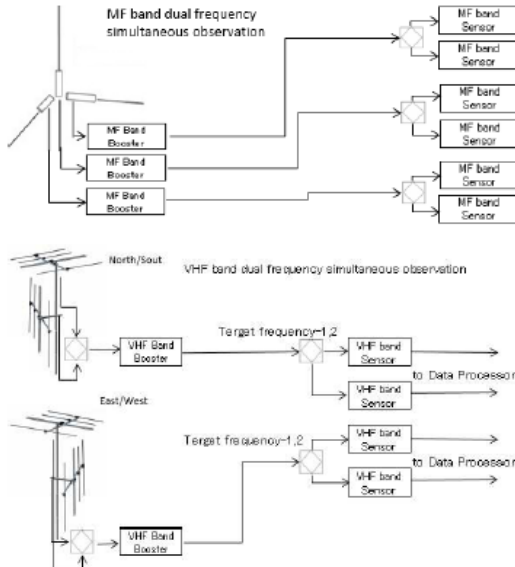 MF band dual frequency
simultaneous observation
MF band
Sensor
MF band
Sensor
MF band
Sensor
MF band
Sensor
MF band
Sensor
MF band
Sensor
MF Band
Booster
MF Band
Booster
MF Band
Booster
North/Sout
VHF band dual frequency simultaneous observation
Terget frequency-1,2
VHF Band
Booster
VHF band
Sensor
to Data Processor
VHF band
Sensor
East/West
Terget frequency-1,2
VHF band
Sensor
to Data Processor
VHF band
Sensor
VHF Band
Booster